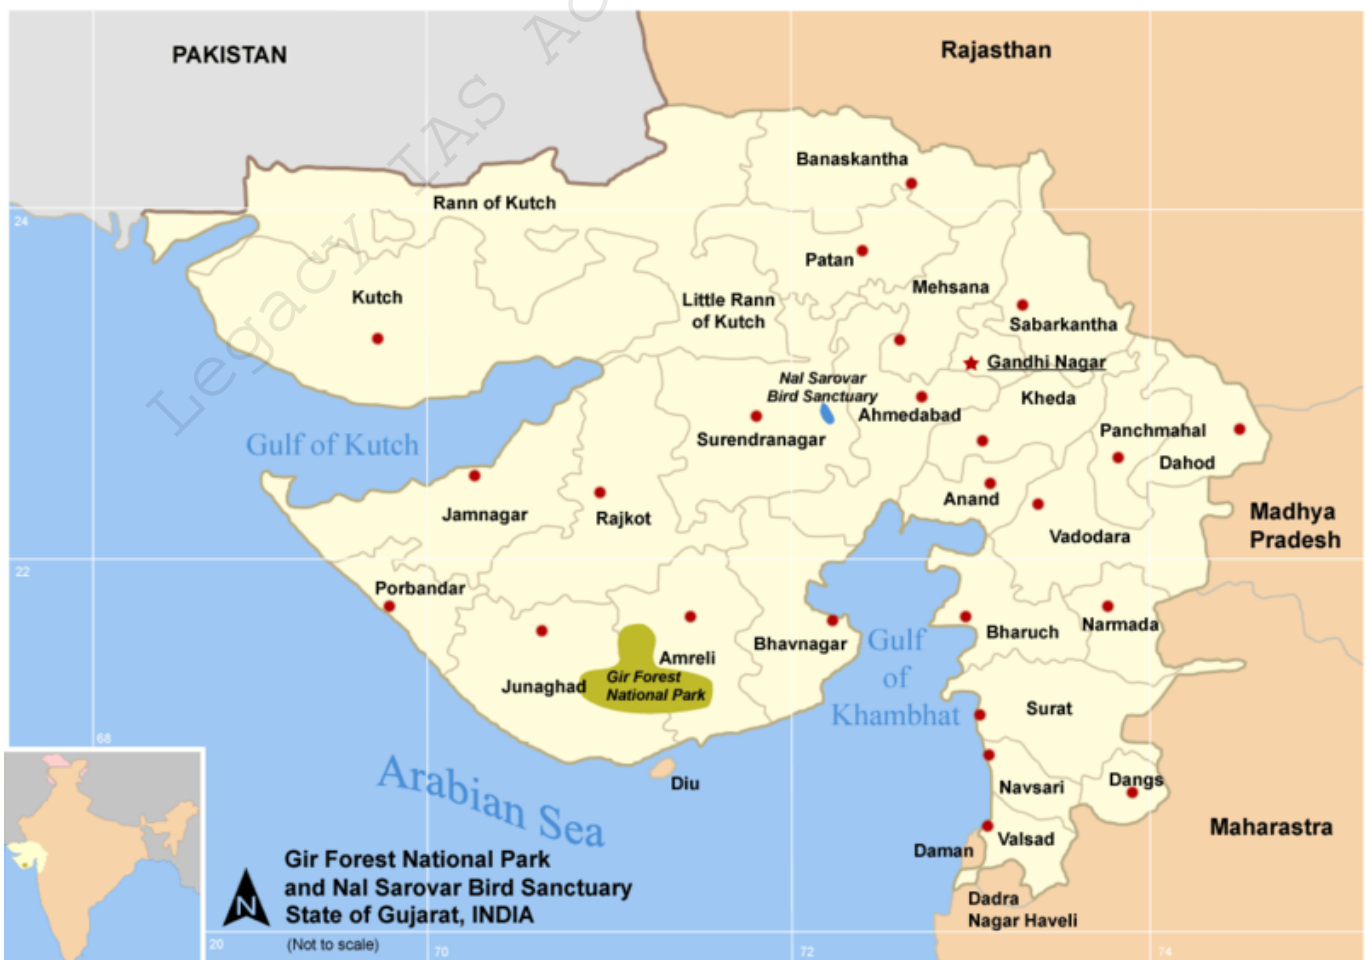 PAKISTAN
Rajasthan
Legacy IAS Ac
Banaskantha
Rann of Kutch
24
Patan
Mehsana
Kutch
Little Rann
of Kutch
Sabarkantha
Gandhi Nagar
Nal Sarovar
Bird Sanctuary
Kheda
Ahmedabad
Surendranagar
Panchmahal
Dahod
Gulf of Kutch
Anand
Jamnagar
Rajkot
Vadodara
Madhya
Pradesh
22
Porbandar
Bharuch
Narmada
Bhavnagar
Gulf
of
Khambhat
Amreli
Junaghad
Gir Forest
National Park
Surat
68
Arabian Sea
Diu
Navsari
Dangs
Valsad
Daman
Maharastra
Gir Forest National Park
and Nal Sarovar Bird Sanctuary
State of Gujarat, INDIA
(Not to scale)
N
Dadra
Nagar Haveli
20
70
72
74